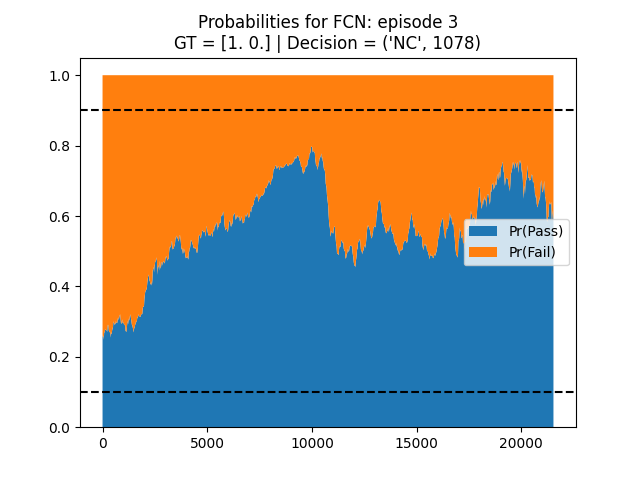 Probabilities for FCN: episode 3
GT = [1. 0.] | Decision = ('NC', 1078)
1.0
0.8
0.6
0.4
0.2
0.0
Pr(Pass)
Pr(Fail)
0 5000 10000 15000 20000